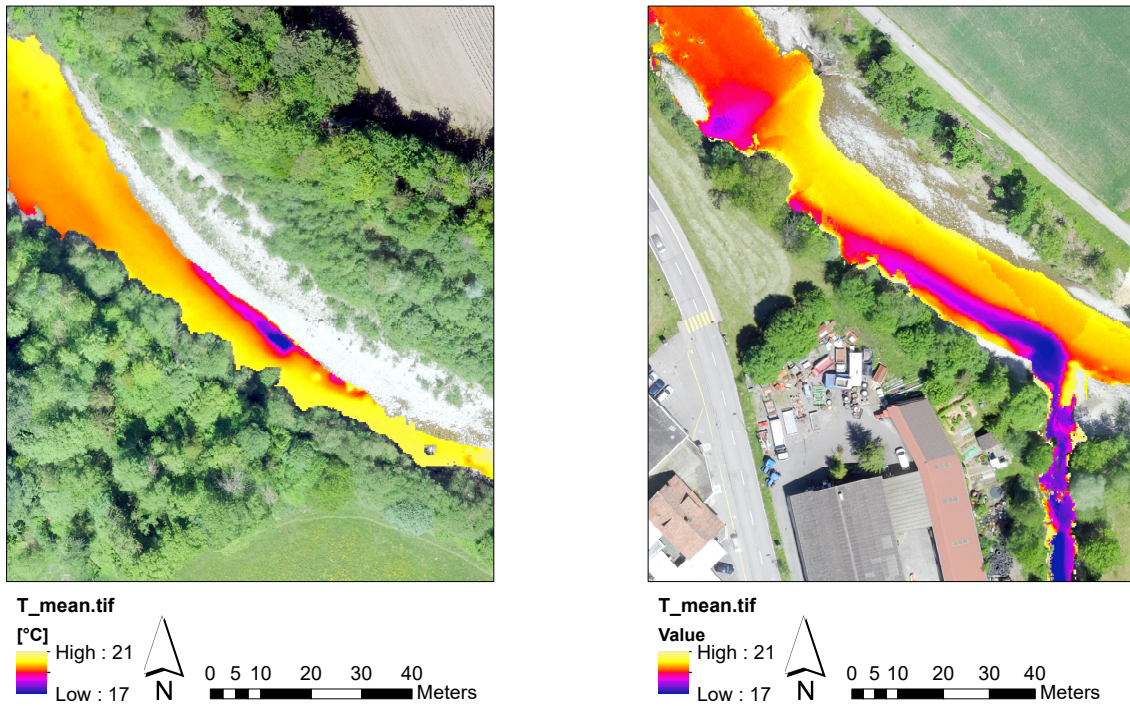 T_mean.tif
[°C]
High : 21
Low : 17
N
0 5 10 20 30 40
Meters
T_mean.tif
Value
High : 21
Low : 17
N
0 5 10 20 30 40
Meters